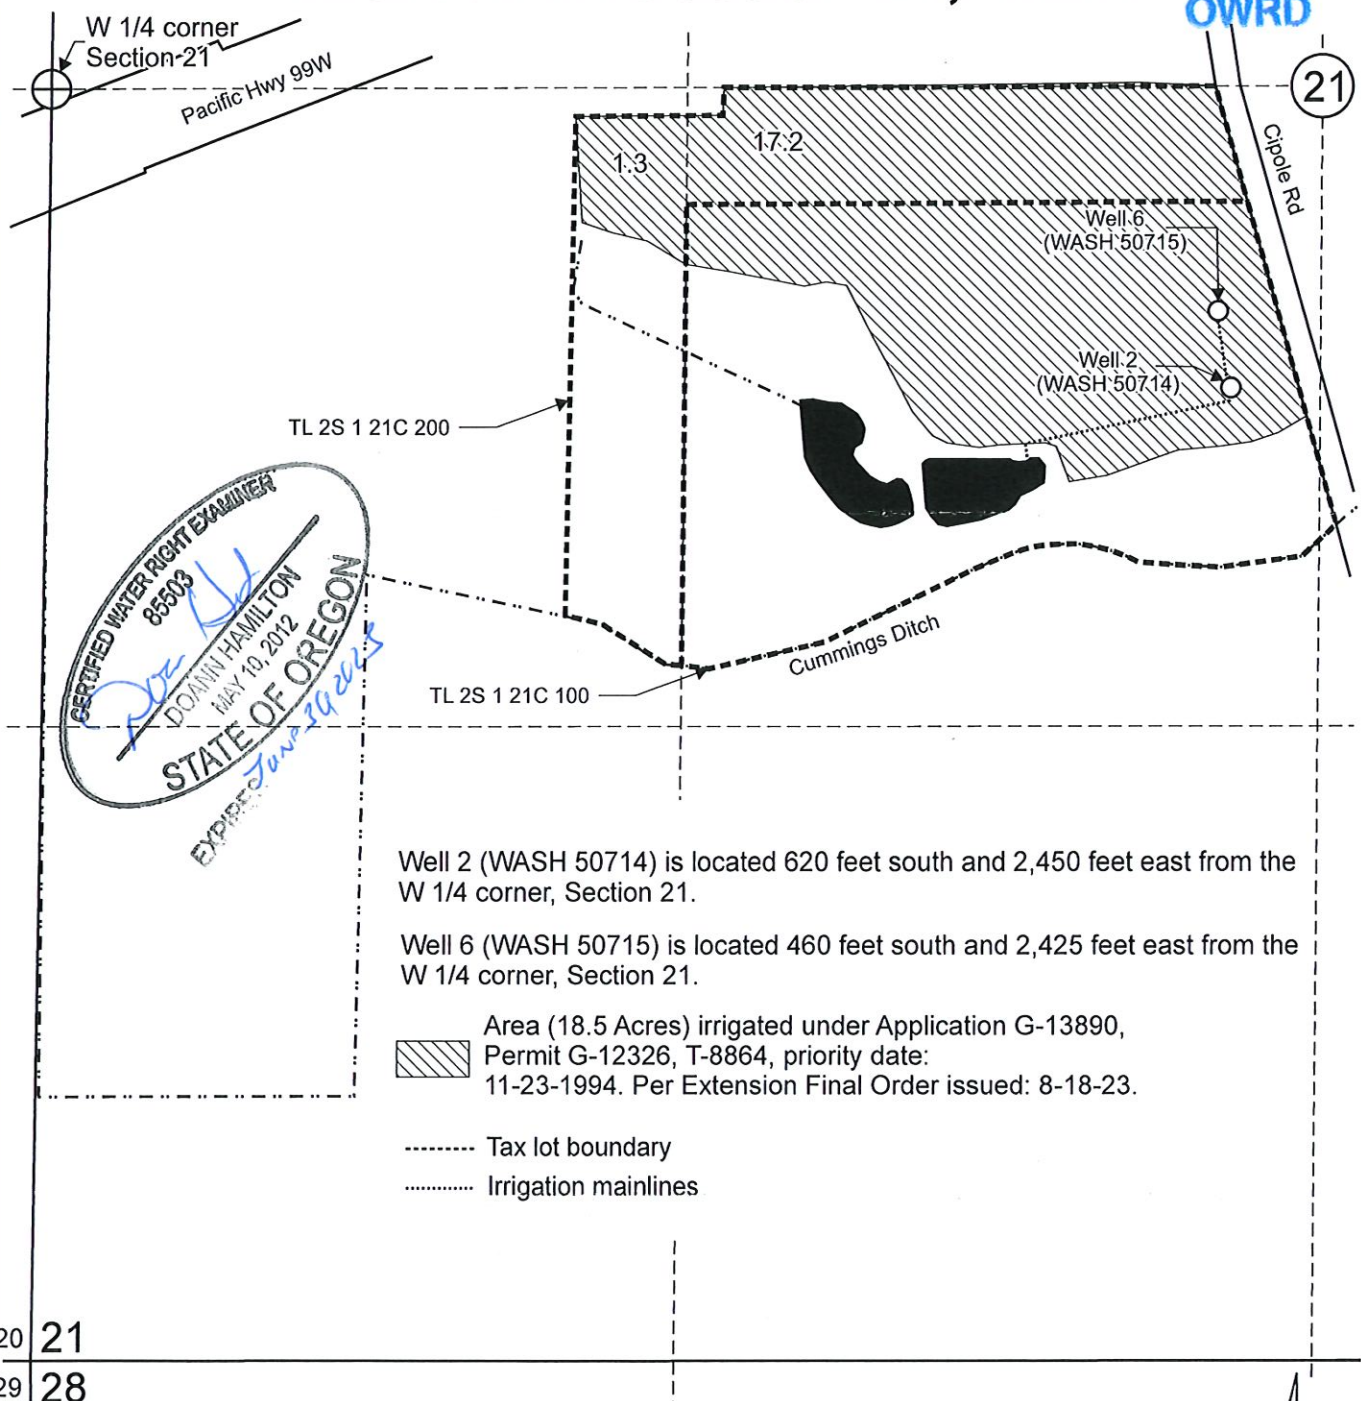 OWRD
W 1/4 corner
Section 21
Pacific Hwy 99W
21
Cipole Rd
1.3
17.2
Well 6
(WASH 50715)
Well 2
(WASH 50714)
TL 2S 1 21C 200
CERTIFIED WATER RIGHT EXAMINER
85503
DOANN HAMILTON
MAY 10, 2012
STATE OF OREGON
EXPIRES June 30, 2025
Cummings Ditch
TL 2S 1 21C 100
Well 2 (WASH 50714) is located 620 feet south and 2,450 feet east from the
W 1/4 corner, Section 21.
Well 6 (WASH 50715) is located 460 feet south and 2,425 feet east from the
W 1/4 corner, Section 21.
Area (18.5 Acres) irrigated under Application G-13890,
Permit G-12326, T-8864, priority date:
11-23-1994. Per Extension Final Order issued: 8-18-23.
Tax lot boundary
Irrigation mainlines
20 21
29 28